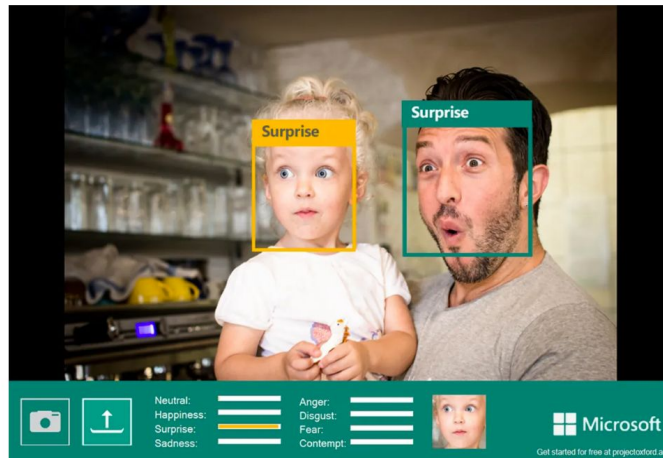 Surprise
Surprise
Neutral:
Happiness:
Surprise:
Sadness:
Anger:
Disgust:
Fear:
Contempt:
Microsoft
Get started for free at projectoxford.a